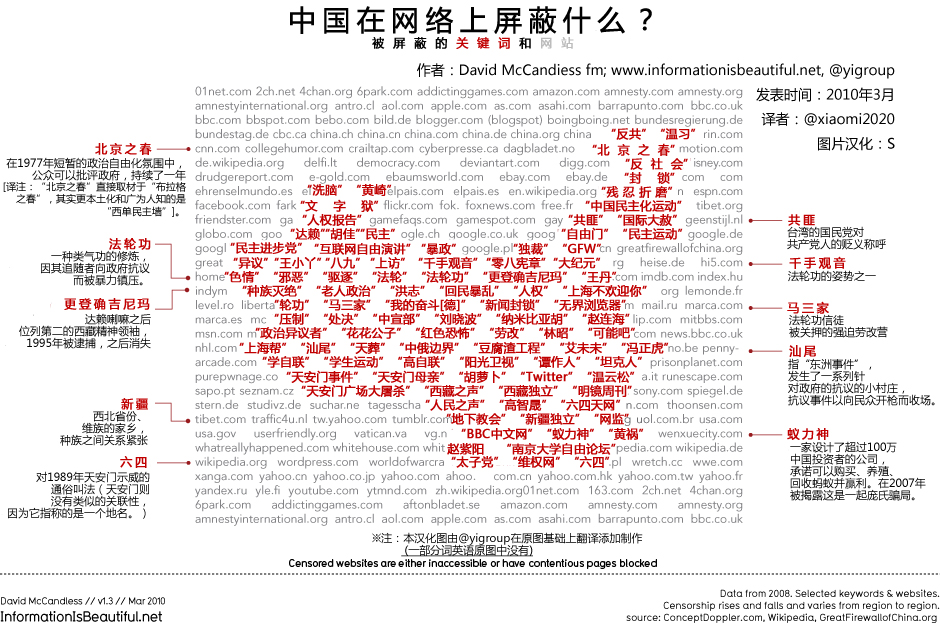 中国在网络上屏蔽什么？
被屏蔽的关键词和网站
作者：David McCandiess fm; www.informationisbeautiful.net, @yigroup
发表时间：2010年3月
译者：@xiaomi2020
图片汉化：S
01net.com 2ch.net 4chan.org 6park.com addictinggames.com amazon.com amnesty.com amnesty.org
amnestyinternational.org antro.cl aol.com apple.com as.com asahi.com barrapunto.com bbc.co.uk
bbc.com bbspot.com bebo.com bild.de blogger.com (blogspot) boingboing.net bundesregierung.de
bundestag.de cbc.ca china.ch china.cn china.com china.de china.org china “反共” “温习” rin.com
cnn.com collegehumor.com crailtap.com cyberpresse.ca dagbladet.no “北京之春” motion.com
de.wikipedia.org delfi.lt democracy.com deviantart.com digg.com “反社会” isney.com
drudgereport.com e-gold.com ebaumsworld.com ebay.com ebay.de “封锁” com com
ehrenselmundo.es e “洗脑” “黄崎” elpais.com elpais.es en.wikipedia.org “残忍折磨” n espn.com
facebook.com fark “文字狱” flickr.com fok. foxnews.com free.fr “中国民主化运动” tibet.org
friendster.com ga “人权报告” gamefaqs.com gamespot.com gay “共匪” “国际大赦” geenstijl.nl
globo.com goo “达赖” “胡佳” “民主” ogle.ch google.co.uk goog “自由门” “民主运动” google.de
googl “民主进步党” “互联网自由演讲” “暴政” google.pl “独裁” “GFW” cn greatfirewallofchina.org
great “异议” “王小丫” “八九” “上访” “千手观音” “零八宪章” “大纪元” rg heise.de hi5.com
home “色情” “邪恶” “驱逐” “法轮” “法轮功” “更登确吉尼玛” “王丹” com imdb.com index.hu
indym “种族灭绝” “老人政治” “洪志” “回民暴乱” “人权” “上海不欢迎你” org lemonde.fr
level.ro liberta “轮功” “马三家” “我的奋斗[德]” “新闻封锁” “无界浏览器” m mail.ru marca.com
marca.es mc “压制” “处决” “中宣部” “刘晓波” “纳米比亚胡” “赵连海” lip.com mitbbs.com
msn.com m “政治异议者” “花花公子” “红色恐怖” “劳改” “林昭” “可能吧” com news.bbc.co.uk
nhl.com “上海帮” “汕尾” “天葬” “中俄边界” “豆腐渣工程” “艾未未” “冯正虎” no.be penny-
arcade.com “学自联” “学生运动” “高自联” “阳光卫视” “谭作人” “坦克人” prisonplanet.com
purepwnage.co “天安门事件” “天安门母亲” “胡萝卜” “Twitter” “温云松” a.it runescape.com
sapo.pt seznam.cz “天安门广场大屠杀” “西藏之声” “西藏独立” “明镜周刊” sony.com spiegel.de
stern.de studivz.de suchar.ne tagesscha “人民之声” “高智晟” “六四天网” n.com thoonsen.com
tibet.com traffic4u.nl tw.yahoo.com tumblr.com “地下教会” “新疆独立” “网监” g uol.com.br usa.com
usa.gov userfriendly.org vatican.va vg.n “BBC中文网” “蚁力神” “黄祸” wenxuecity.com
whatreallyhappened.com whitehouse.com whit 赵紫阳 “南京大学自由论坛” pedia.com wikipedia.de
wikipedia.org wordpress.com worldofwarcra “太子党” “维权网” “六四” pl wretch.cc wwe.com
xanga.com yahoo.cn yahoo.co.jp yahoo.com ahoo. com.cn yahoo.com.hk yahoo.com.tw yahoo.fr
yandex.ru yle.fi youtube.com ytmnd.com zh.wikipedia.org01net.com 163.com 2ch.net 4chan.org
6park.com addictinggames.com aftonbladet.se amazon.com amnesty.com amnesty.org
amnestyinternational.org antro.cl aol.com apple.com as.com asahi.com barrapunto.com bbc.co.uk
北京之春
在1977年短暂的政治自由化氛围中，
公众可以批评政府，持续了一年
[译注：“北京之春”直接取材于“布拉格
之春”，其实更本土化和广为人知的是
“西单民主墙”]。
法轮功
一种类气功的修炼，
因其追随者向政府抗议
而被暴力镇压。
更登确吉尼玛
达赖喇嘛之后
位列第二的西藏精神领袖，
1995年被逮捕，之后消失
新疆
西北省份、
维族的家乡，
种族之间关系紧张
六四
对1989年天安门示威的
通俗叫法（天安门则
没有类似的关联性，
因为它指称的是一个地名。）
共匪
台湾的国民党对
共产党人的贬义称呼
千手观音
法轮功的姿势之一
马三家
法轮功信徒
被关押的强迫劳改营
汕尾
指“东洲事件”，
发生了一系列针
对政府的抗议的小村庄，
抗议事件以向民众开枪而收场。
蚁力神
一家设计了超过100万
中国投资者的公司，
承诺可以购买、养殖、
回收蚂蚁并赢利。在2007年
被揭露这是一起庞氏骗局。
※注：本汉化图由@yigroup在原图基础上翻译添加制作
（一部分词英语原图中没有）
Censored websites are either inaccessible or have contentious pages blocked
David McCandless // v1.3 // Mar 2010
InformationIsBeautiful.net
Data from 2008. Selected keywords & websites.
Censorship rises and falls and varies from region to region.
source: ConceptDoppler.com, Wikipedia, GreatFirewallofChina.org